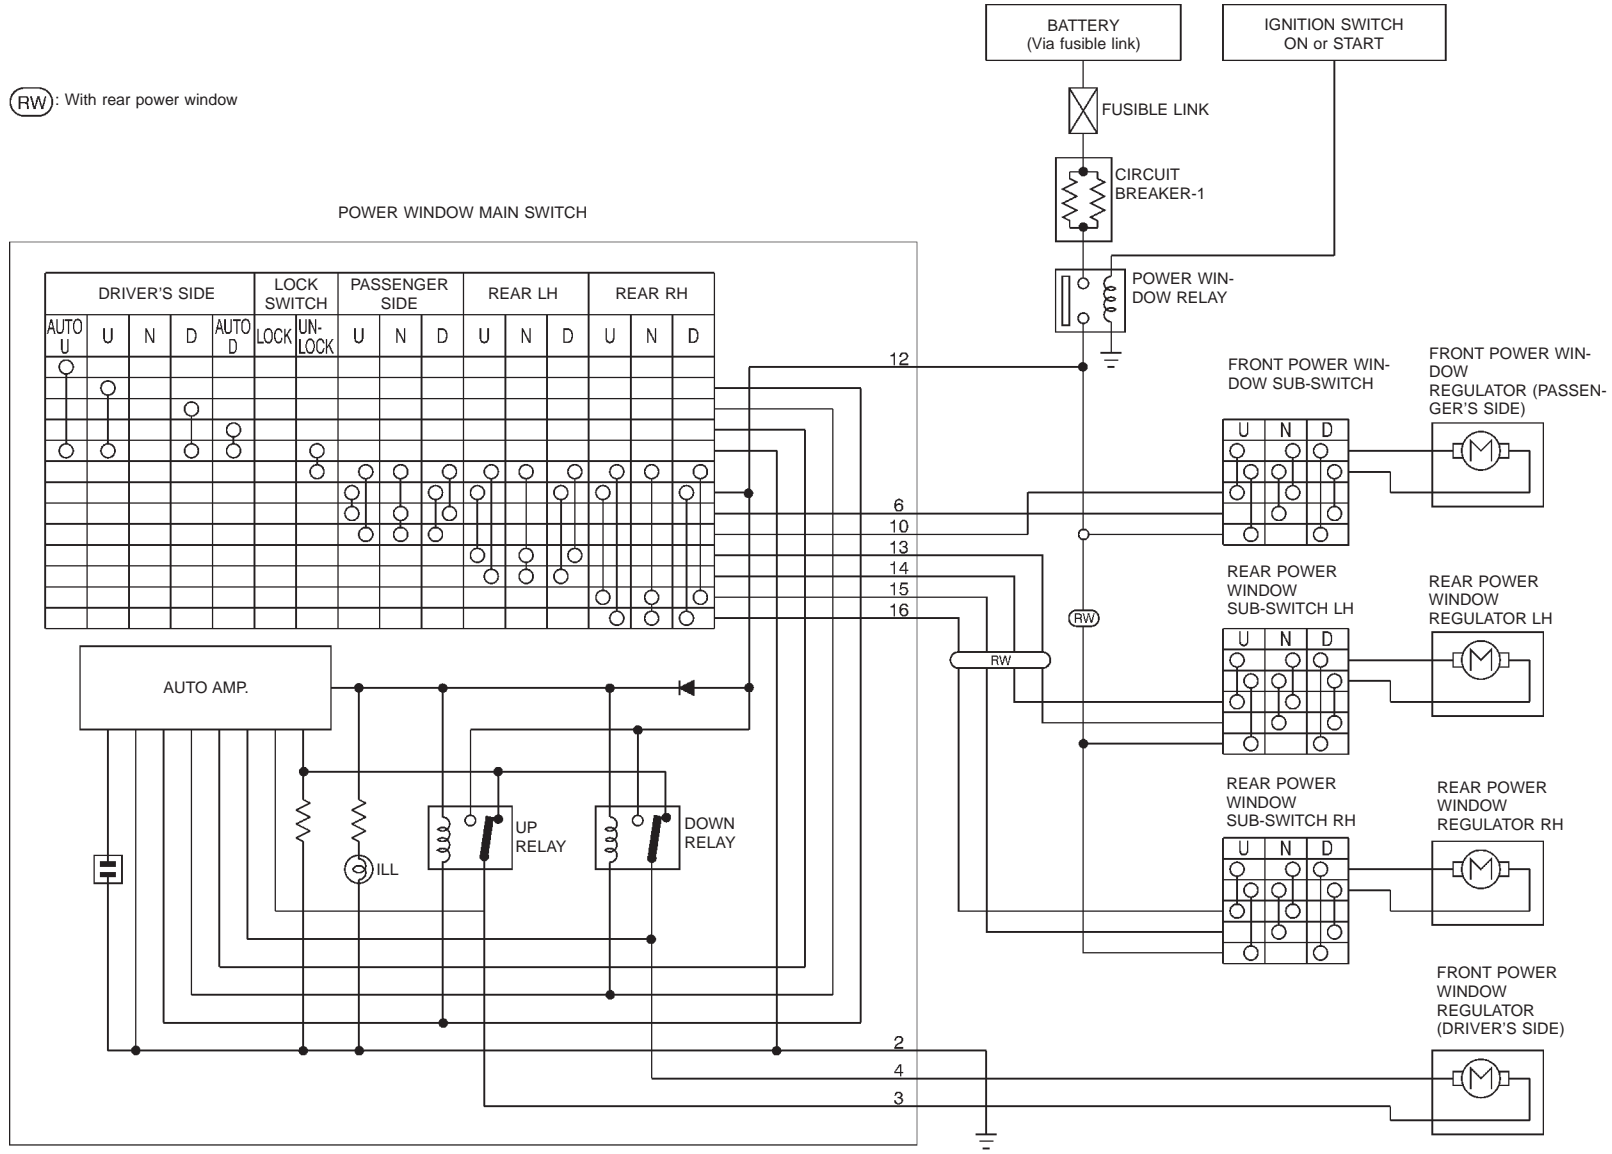 BATTERY
(Via fusible link)
IGNITION SWITCH
ON or START
RW : With rear power window
FUSIBLE LINK
CIRCUIT
BREAKER-1
POWER WINDOW MAIN SWITCH
POWER WIN-
DOW RELAY
DRIVER'S SIDE
LOCK
SWITCH
PASSENGER
SIDE
REAR LH
REAR RH
AUTO
U
U
N
D
AUTO
D
LOCK
UN-
LOCK
U
N
D
U
N
D
U
N
D
12
6
10
13
14
15
16
RW
RW
FRONT POWER WIN-
DOW SUB-SWITCH
U N D
FRONT POWER WIN-
DOW
REGULATOR (PASSEN-
GER'S SIDE)
M
REAR POWER
WINDOW
SUB-SWITCH LH
U N D
REAR POWER
WINDOW
REGULATOR LH
M
REAR POWER
WINDOW
SUB-SWITCH RH
U N D
REAR POWER
WINDOW
REGULATOR RH
M
AUTO AMP.
ILL
UP
RELAY
DOWN
RELAY
FRONT POWER
WINDOW
REGULATOR
(DRIVER'S SIDE)
M
2
4
3